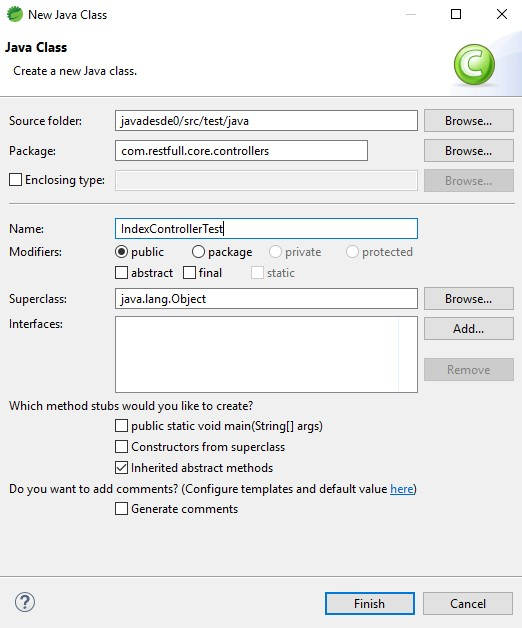 New Java Class
Java Class
Create a new Java class.
C
Source folder: javadesde0/src/test/java Browse...
Package: com.restfull.core.controllers Browse...
Enclosing type: Browse...
Name: IndexControllerTest
Modifiers: public package private protected
abstract final static
Superclass: java.lang.Object Browse...
Interfaces: Add...
Remove
Which method stubs would you like to create?
public static void main(String[] args)
Constructors from superclass
Inherited abstract methods
Do you want to add comments? (Configure templates and default value here)
Generate comments
? Finish Cancel